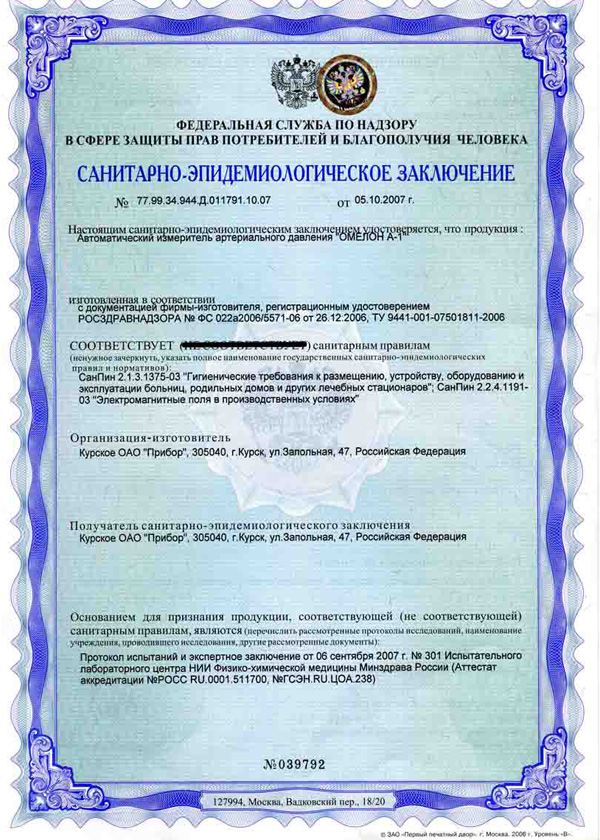 ФЕДЕРАЛЬНАЯ СЛУЖБА ПО НАДЗОРУ
В СФЕРЕ ЗАЩИТЫ ПРАВ ПОТРЕБИТЕЛЕЙ И БЛАГОПОЛУЧИЯ ЧЕЛОВЕКА
САНИТАРНО-ЭПИДЕМИОЛОГИЧЕСКОЕ ЗАКЛЮЧЕНИЕ
№ 77.99.34.944.Д.011791.10.07 от 05.10.2007 г.
Настоящим санитарно-эпидемиологическим заключением удостоверяется, что продукция :
Автоматический измеритель артериального давления "ОМЕЛОН А-1"
изготовленная в соответствии
с документацией фирмы-изготовителя, регистрационным удостоверением
РОСЗДРАВНАДЗОРА № ФС 022а2006/5571-06 от 26.12.2006, ТУ 9441-001-07501811-2006
СООТВЕТСТВУЕТ (НЕ СООТВЕТСТВУЕТ) санитарным правилам
(ненужное зачеркнуть, указать полное наименование государственных санитарно-эпидемиологических
правил и нормативов):
СанПин 2.1.3.1375-03 "Гигиенические требования к размещению, устройству, оборудованию и
эксплуатации больниц, родильных домов и других лечебных стационаров"; СанПин 2.2.4.1191-
03 "Электромагнитные поля в производственных условиях"
Организация-изготовитель
Курское ОАО "Прибор", 305040, г.Курск, ул.Запольная, 47, Российская Федерация
Получатель санитарно-эпидемиологического заключения
Курское ОАО "Прибор", 305040, г.Курск, ул.Запольная, 47, Российская Федерация
Основанием для признания продукции, соответствующей (не соответствующей)
санитарным правилам, являются (перечислить рассмотренные протоколы исследований, наименование
учреждения, проводившего исследования, другие рассмотренные документы):
Протокол испытаний и экспертное заключение от 06 сентября 2007 г. № 301 Испытательного
лабораторного центра НИИ Физико-химической медицины Минздрава России (Аттестат
аккредитации №РОСС RU.0001.511700, №ГСЭН.RU.ЦОА.238)
№039792
127994, Москва, Вадковский пер., 18/20
© ЗАО «Первый печатный двор», г. Москва, 2006 г. Уровень «В».